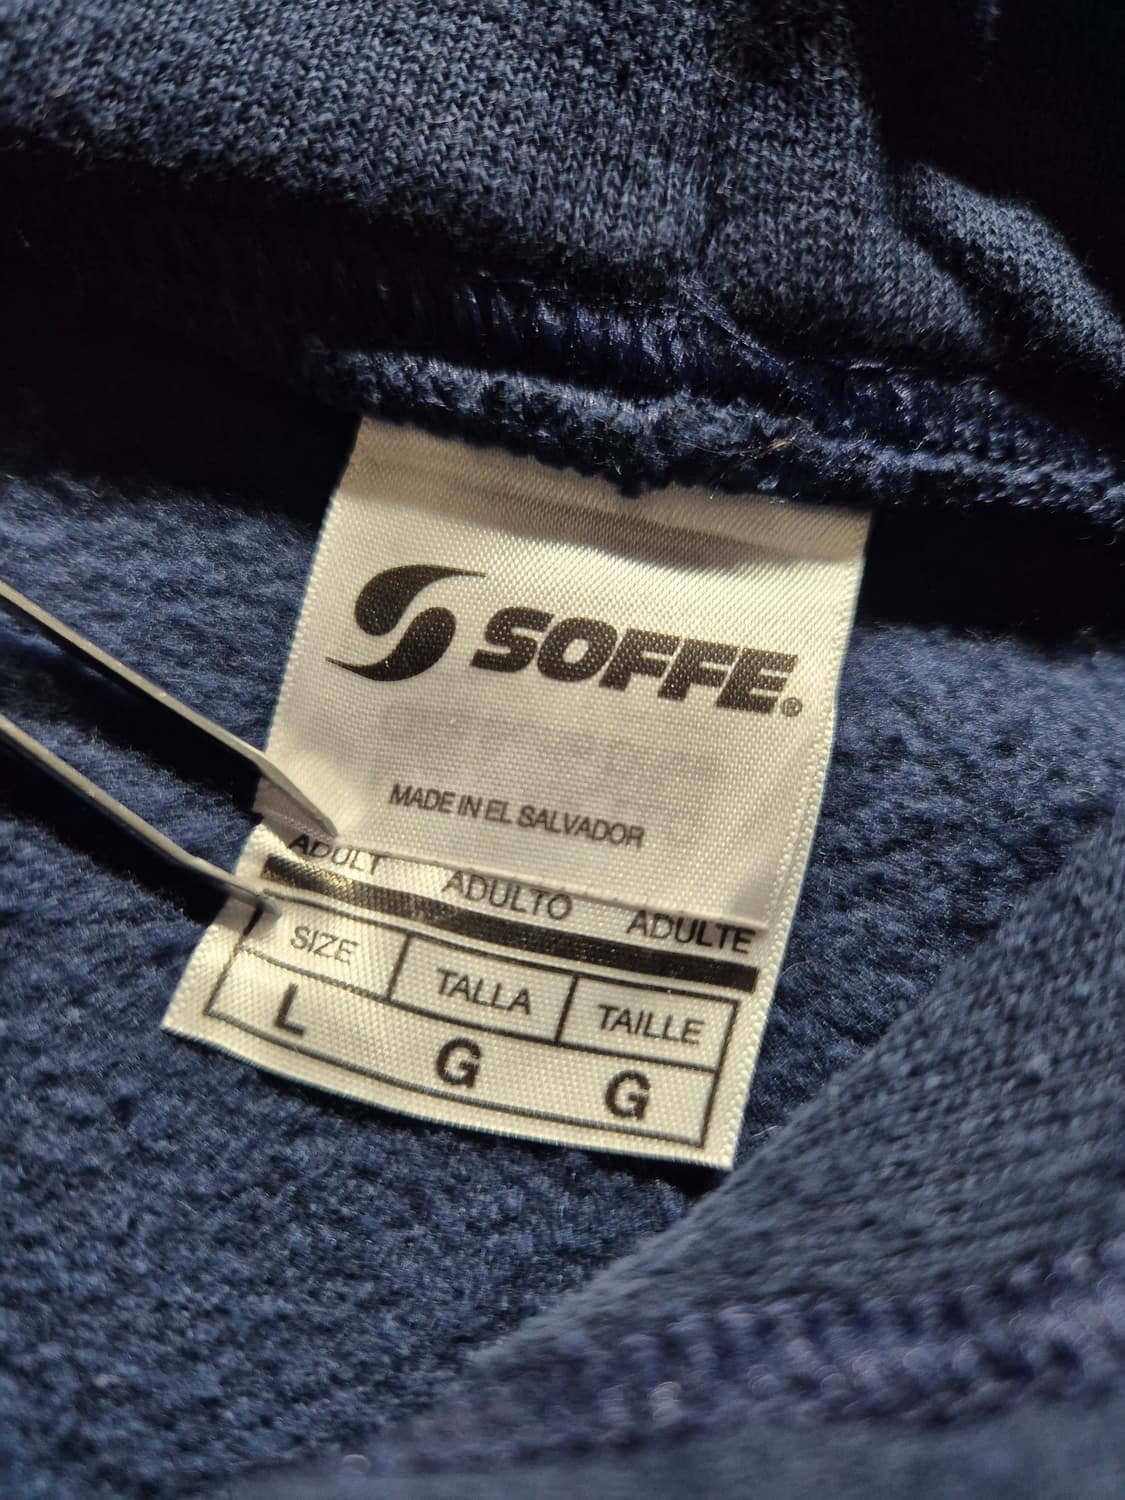 SOFFE®
MADE IN EL SALVADOR
ADULT ADULTO ADULTE
SIZE TALLA TAILLE
L G G